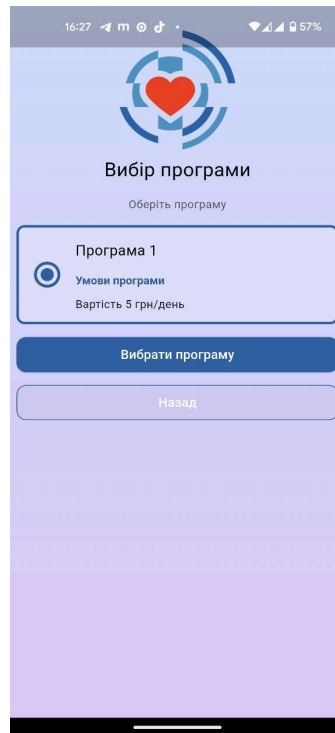 16:27 57%
Вибір програми
Оберіть програму
Програма 1
Умови програми
Вартість 5 грн/день
Вибрати програму
Назад